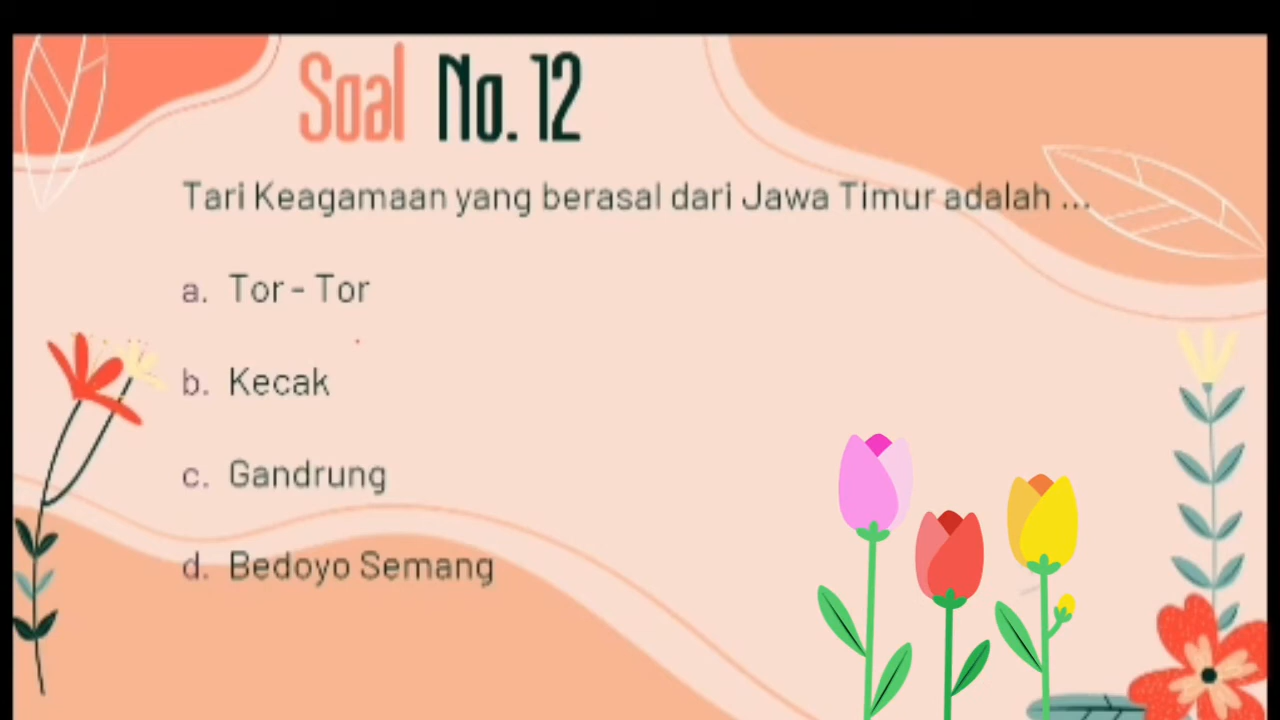 Soal No. 12
Tari Keagamaan yang berasal dari Jawa Timur adalah ...
a. Tor - Tor
b. Kecak
c. Gandrung
d. Bedoyo Semang